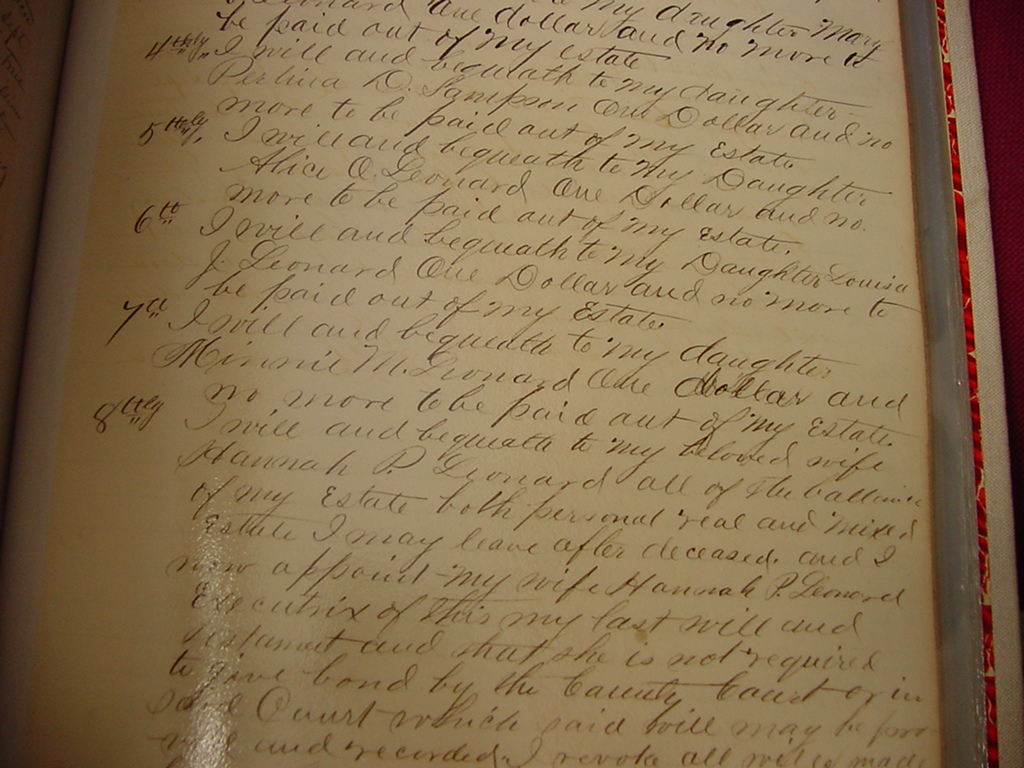 Leonard One dollar and no more to my daughter Mary
be paid out of my estate
4thly I will and bequeath to my daughter
Perlina D. Sampson One Dollar and no
more to be paid out of my Estate
5thly I will and bequeath to my Daughter
Alice O. Leonard One Dollar and no.
more to be paid out of my Estate.
6th I will and bequeath to my Daughter Louisa
J Leonard One Dollar and no more to
be paid out of my Estate.
7th I will and bequeath to my daughter
Minnie M. Leonard One dollar and
no more to be paid out of my Estate.
8thly I will and bequeath to my beloved wife
Hannah P Leonard all of the ballance
of my Estate both personal real and mixed
Estate I may leave after deceased. and I
now appoint my wife Hannah P. Leonard
Executrix of this my last will and
testament and that she is not required
to give bond by the County Court or in
said Court which said Will may be pro-
and recorded. I revoke all wills made